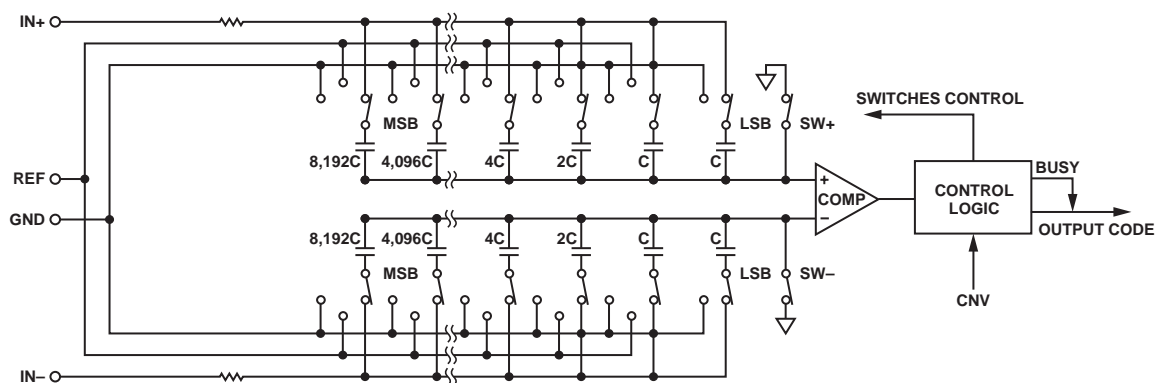 IN+
SWITCHES CONTROL
MSB
LSB
SW+
8,192C
4,096C
4C
2C
C
C
BUSY
REF
+
COMP
CONTROL
LOGIC
GND
−
OUTPUT CODE
8,192C
4,096C
4C
2C
C
C
MSB
LSB
SW−
CNV
IN−